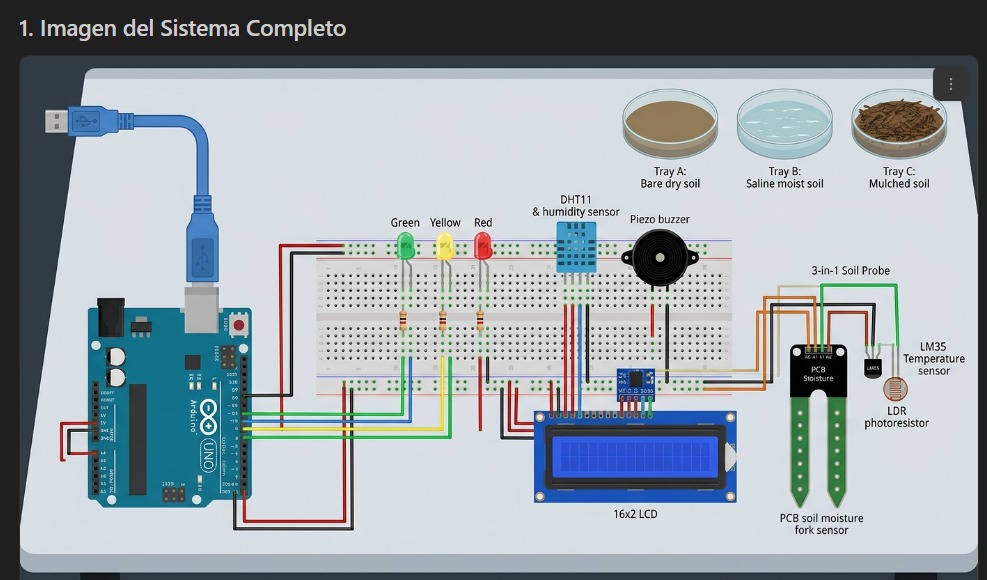 1. Imagen del Sistema Completo
Tray A:
Bare dry soil
Tray B:
Saline moist soil
Tray C:
Mulched soil
DHT11
& humidity sensor
Green
Yellow
Red
Piezo buzzer
3-in-1 Soil Probe
LM35
Temperature
sensor
PCB
Stoisture
LDR
photoresistor
Arduino
UNO
16x2 LCD
PCB soil moisture
fork sensor